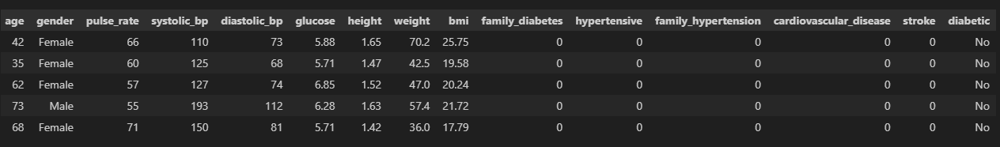 age gender pulse_rate systolic_bp diastolic_bp glucose height weight bmi family_diabetes hypertensive family_hypertension cardiovascular_disease stroke diabetic
42 Female 66 110 73 5.88 1.65 70.2 25.75 0 0 0 0 0 No
35 Female 60 125 68 5.71 1.47 42.5 19.58 0 0 0 0 0 No
62 Female 57 127 74 6.85 1.52 47.0 20.24 0 0 0 0 0 No
73 Male 55 193 112 6.28 1.63 57.4 21.72 0 0 0 0 0 No
68 Female 71 150 81 5.71 1.42 36.0 17.79 0 0 0 0 0 No